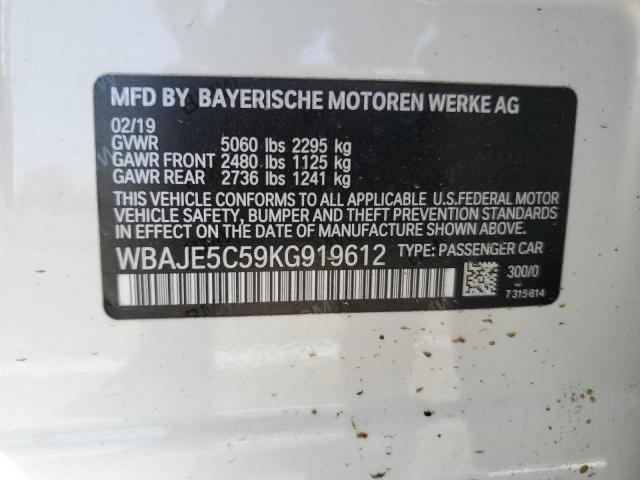 MFD BY BAYERISCHE MOTOREN WERKE AG
02/19
GVWR 5060 lbs 2295 kg
GAWR FRONT 2480 lbs 1125 kg
GAWR REAR 2736 lbs 1241 kg
THIS VEHICLE CONFORMS TO ALL APPLICABLE U.S.FEDERAL MOTOR
VEHICLE SAFETY, BUMPER AND THEFT PREVENTION STANDARDS
IN EFFECT ON THE DATE OF MANUFACTURE SHOWN ABOVE.
WBAJE5C59KG919612 TYPE: PASSENGER CAR
300/0
7315814